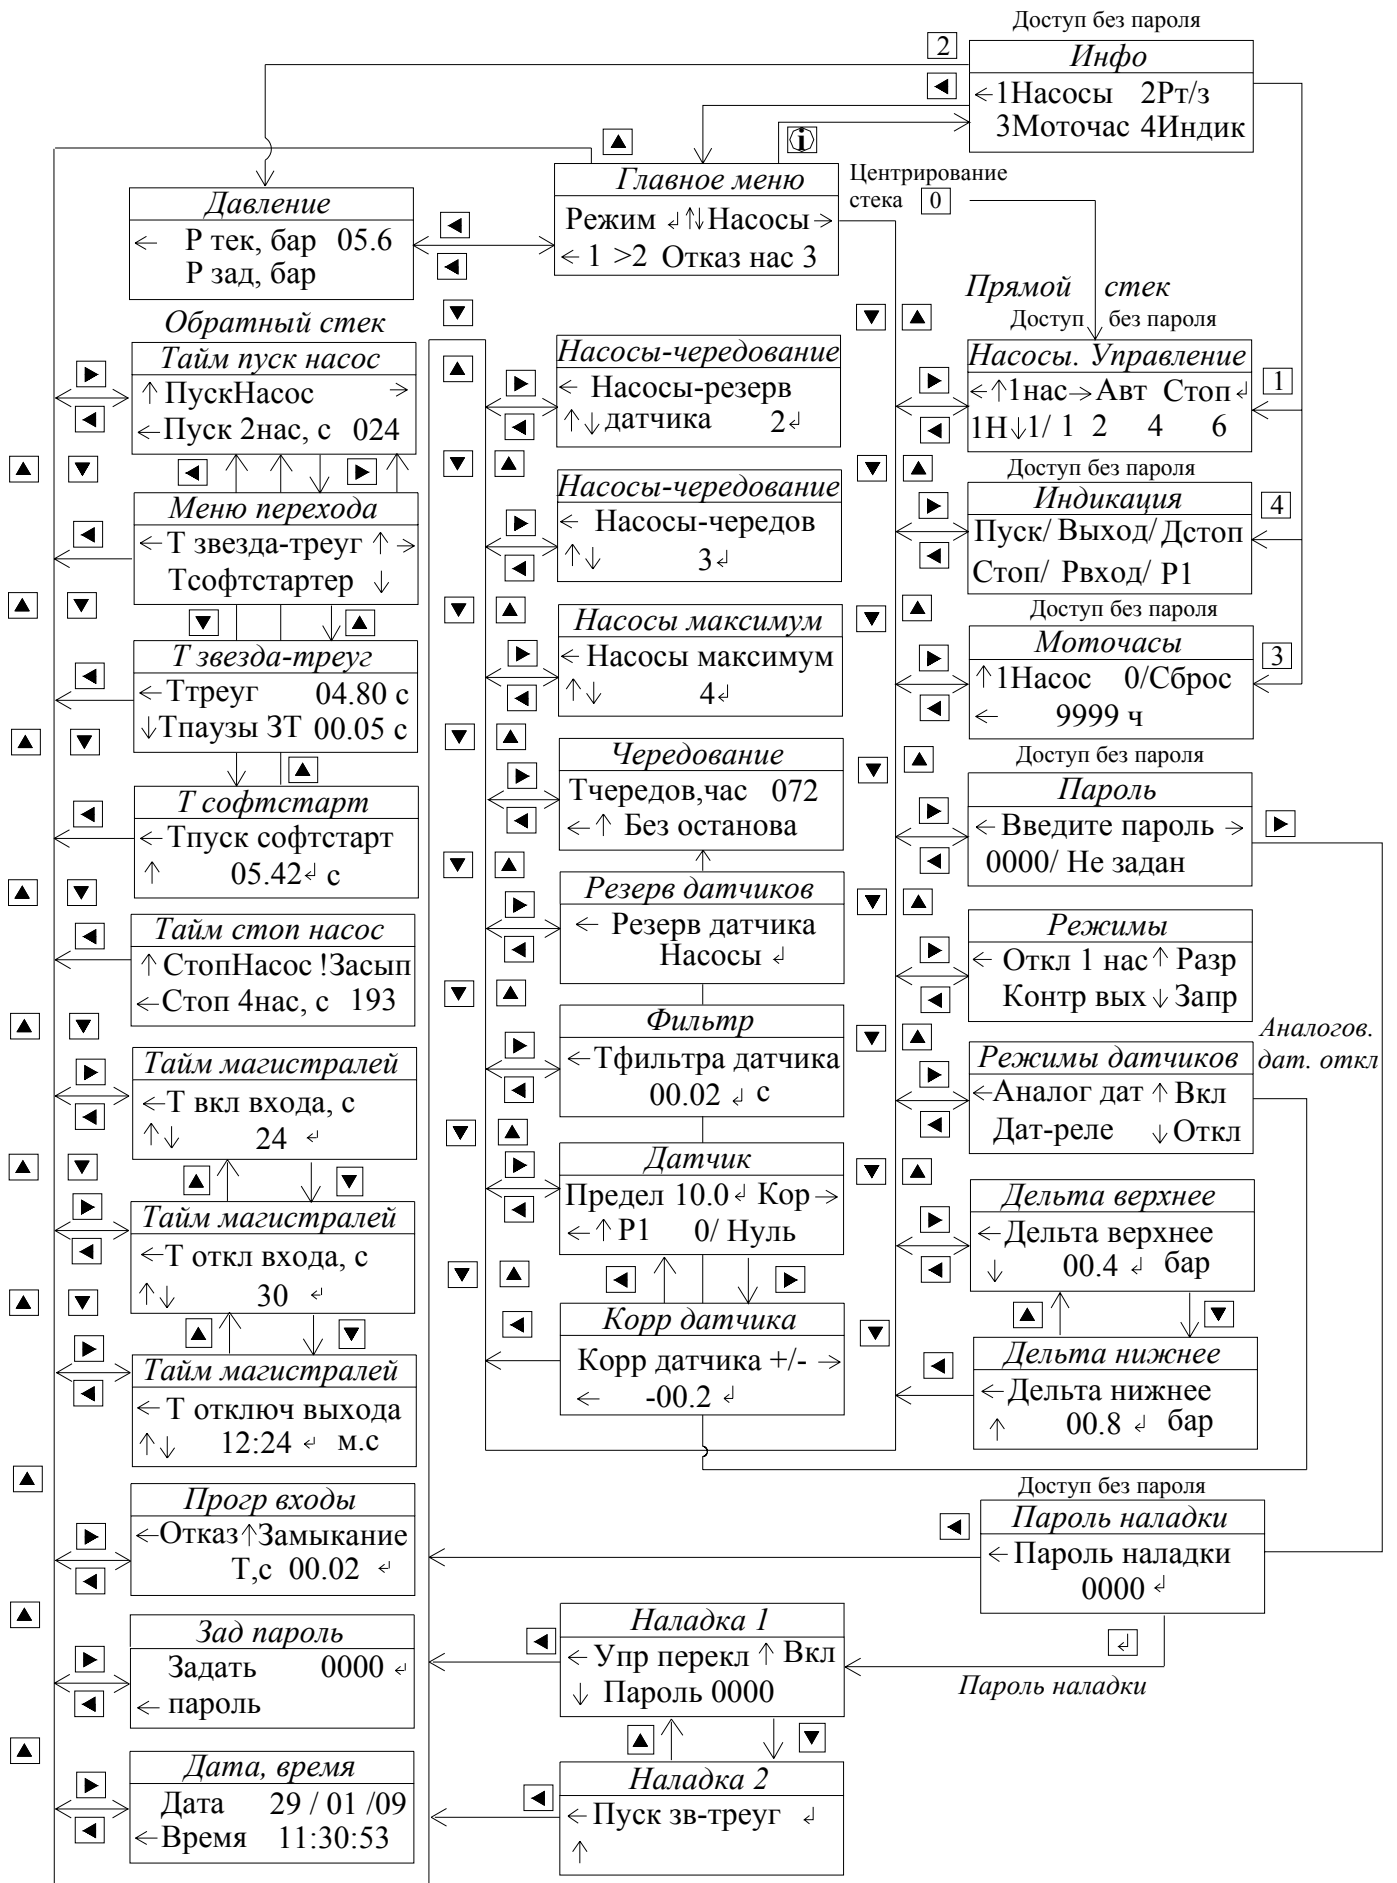 Доступ без пароля
2
Инфо
←1Насосы 2Рт/з
3Моточас 4Индик
i
Главное меню
Режим ↲ ↑↓Насосы→
← 1 >2 Отказ нас 3
Центрирование
стека 0
Давление
← Р тек, бар 05.6
Р зад, бар
Обратный стек
Тайм пуск насос
↑ ПускНасос →
←Пуск 2нас, с 024
Меню перехода
←Т звезда-треуг ↑ →
Тсофтстартер ↓
Т звезда-треуг
←Ттреуг 04.80 с
↓Тпаузы ЗТ 00.05 с
Т софтстарт
←Тпуск софтстарт
↑ 05.42↲ с
Тайм стоп насос
↑ СтопНасос !Засып
←Стоп 4нас, с 193
Тайм магистралей
←Т вкл входа, с
↑↓ 24 ↲
Тайм магистралей
←Т откл входа, с
↑↓ 30 ↲
Тайм магистралей
←Т отключ выхода
↑↓ 12:24 ↲ м.с
Прогр входы
←Отказ↑Замыкание
Т,с 00.02 ↲
Зад пароль
Задать 0000 ↲
← пароль
Дата, время
Дата 29 / 01 /09
←Время 11:30:53
Насосы-чередование
← Насосы-резерв
↑↓датчика 2↲
Насосы-чередование
← Насосы-чередов
↑↓ 3↲
Насосы максимум
← Насосы максимум
↑↓ 4↲
Чередование
Тчередов,час 072
←↑ Без останова
Резерв датчиков
← Резерв датчика
Насосы ↲
Фильтр
←Тфильтра датчика
00.02 ↲ с
Датчик
Предел 10.0↲ Кор→
←↑Р1 0/ Нуль
Корр датчика
Корр датчика +/- →
← -00.2 ↲
Наладка 1
←Упр перекл ↑ Вкл
↓ Пароль 0000
Наладка 2
←Пуск зв-треуг ↲
↑
Прямой стек
Доступ без пароля
Насосы. Управление
←↑1нас→Авт Стоп↲
1Н↓1/ 1 2 4 6
1
Доступ без пароля
Индикация
Пуск/ Выход/ Дстоп
Стоп/ Рвход/ Р1
4
Доступ без пароля
Моточасы
↑1Насос 0/Сброс
← 9999 ч
3
Доступ без пароля
Пароль
←Введите пароль →
0000/ Не задан
Режимы
← Откл 1 нас↑ Разр
Контр вых ↓ Запр
Аналогов.
дат. откл
Режимы датчиков
←Аналог дат ↑ Вкл
Дат-реле ↓Откл
Дельта верхнее
←Дельта верхнее
↓ 00.4 ↲ бар
Дельта нижнее
←Дельта нижнее
↑ 00.8 ↲ бар
Доступ без пароля
Пароль наладки
←Пароль наладки
0000 ↲
↲
Пароль наладки